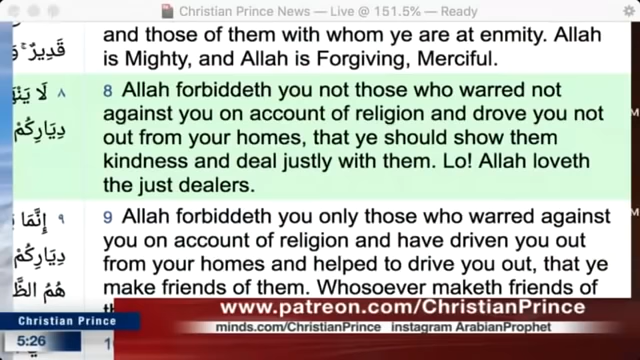 Christian Prince News — Live @ 151.5% — Ready
and those of them with whom ye are at enmity. Allah
is Mighty, and Allah is Forgiving, Merciful.
قَدِيرٌ ۚ
8 Allah forbiddeth you not those who warred not
لَا يَنْهَ ٨
against you on account of religion and drove you not
out from your homes, that ye should show them
دِيَارِكُمْ
kindness and deal justly with them. Lo! Allah loveth
the just dealers.
9 Allah forbiddeth you only those who warred against
إِنَّمَا ٩
you on account of religion and have driven you out
from your homes and helped to drive you out, that ye
دِيَارِكُمْ
make friends of them. Whosoever maketh friends of
هُمُ
www.patreon.com/ChristianPrince
Christian Prince
minds.com/ChristianPrince instagram ArabianProphet
5:26